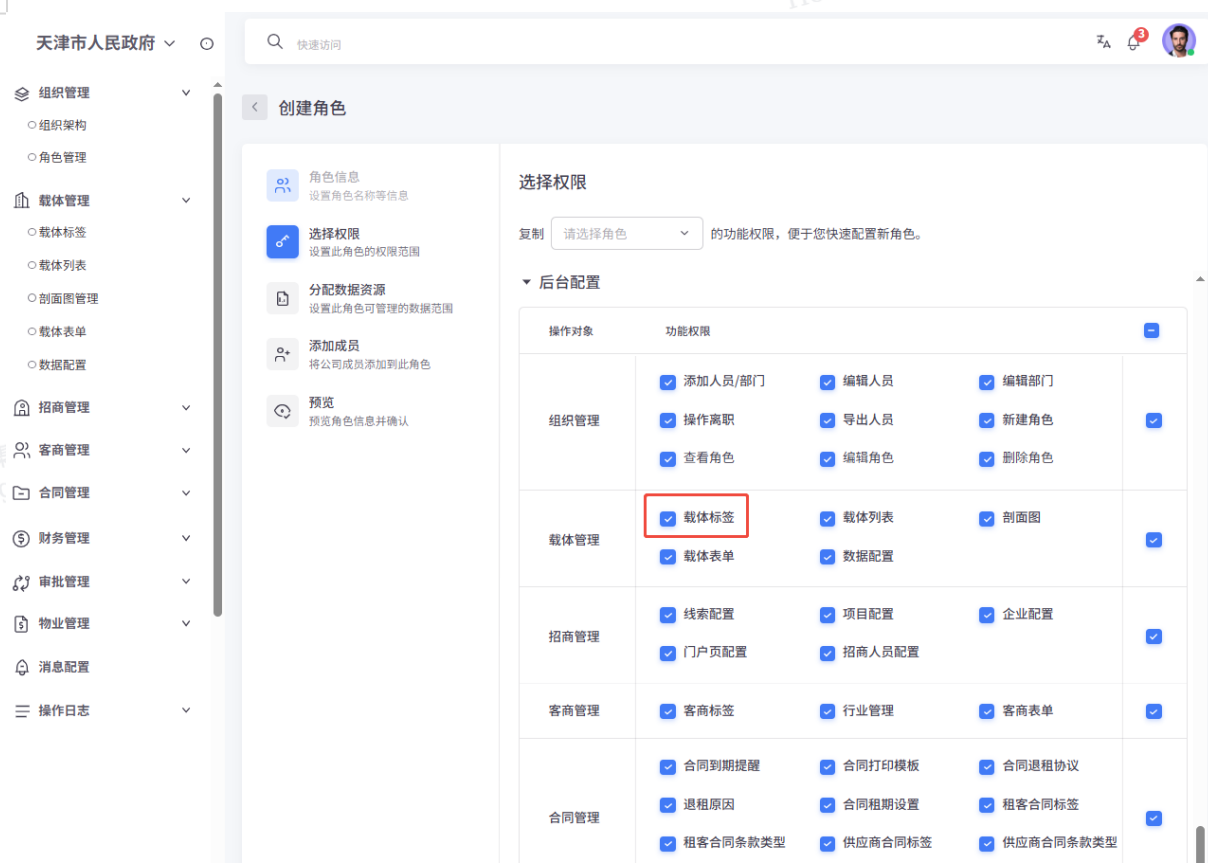 天津市人民政府
快速访问
3
组织管理
组织架构
角色管理
载体管理
载体标签
载体列表
剖面图管理
载体表单
数据配置
招商管理
客商管理
合同管理
财务管理
审批管理
物业管理
消息配置
操作日志
创建角色
角色信息
设置角色名称等信息
选择权限
设置此角色的权限范围
分配数据资源
设置此角色可管理的数据范围
添加成员
将公司成员添加到此角色
预览
预览角色信息并确认
选择权限
复制 请选择角色 的功能权限，便于您快速配置新角色。
后台配置
操作对象 功能权限
添加人员/部门 编辑人员 编辑部门
组织管理 操作离职 导出人员 新建角色
查看角色 编辑角色 删除角色
载体标签 载体列表 剖面图
载体管理
载体表单 数据配置
线索配置 项目配置 企业配置
招商管理
门户页配置 招商人员配置
客商管理 客商标签 行业管理 客商表单
合同到期提醒 合同打印模板 合同退租协议
退租原因 合同租期设置 租客合同标签
合同管理
租客合同条款类型 供应商合同标签 供应商合同条款类型